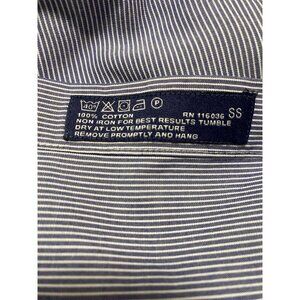 40° P
100% COTTON RN 116036 SS
NON IRON FOR BEST RESULTS TUMBLE
DRY AT LOW TEMPERATURE
REMOVE PROMPTLY AND HANG